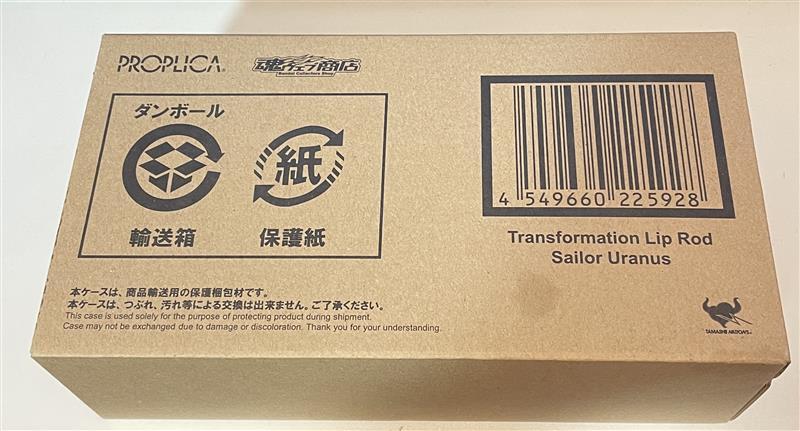 PROPLICA®
魂ウェブ商店
Bandai Collectors Shop
ダンボール
紙
輸送箱
保護紙
4 549660 225928
Transformation Lip Rod
Sailor Uranus
本ケースは、商品輸送用の保護梱包材です。
本ケースは、つぶれ、汚れ等による交換は出来ません。ご了承ください。
This case is used solely for the purpose of protecting product during shipment.
Case may not be exchanged due to damage or discoloration. Thank you for your understanding.
TAMASHII NATIONS™